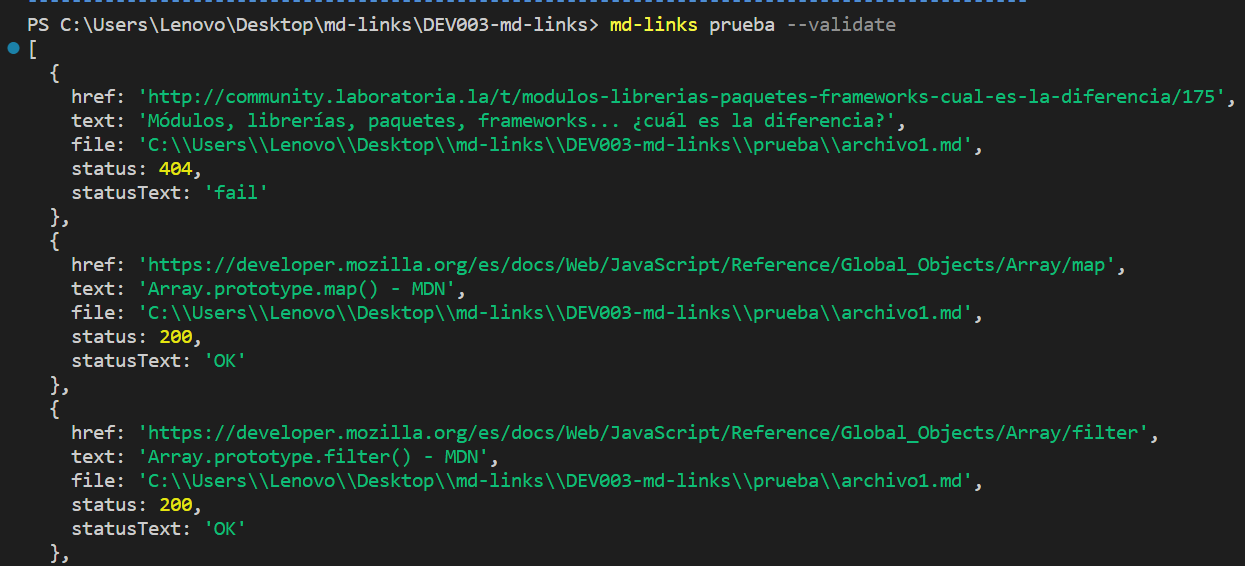 PS C:\Users\Lenovo\Desktop\md-links\DEV003-md-links> md-links prueba --validate
[
  {
    href: 'http://community.laboratoria.la/t/modulos-librerias-paquetes-frameworks-cual-es-la-diferencia/175',
    text: 'Módulos, librerías, paquetes, frameworks... ¿cuál es la diferencia?',
    file: 'C:\\Users\\Lenovo\\Desktop\\md-links\\DEV003-md-links\\prueba\\archivo1.md',
    status: 404,
    statusText: 'fail'
  },
  {
    href: 'https://developer.mozilla.org/es/docs/Web/JavaScript/Reference/Global_Objects/Array/map',
    text: 'Array.prototype.map() - MDN',
    file: 'C:\\Users\\Lenovo\\Desktop\\md-links\\DEV003-md-links\\prueba\\archivo1.md',
    status: 200,
    statusText: 'OK'
  },
  {
    href: 'https://developer.mozilla.org/es/docs/Web/JavaScript/Reference/Global_Objects/Array/filter',
    text: 'Array.prototype.filter() - MDN',
    file: 'C:\\Users\\Lenovo\\Desktop\\md-links\\DEV003-md-links\\prueba\\archivo1.md',
    status: 200,
    statusText: 'OK'
  },